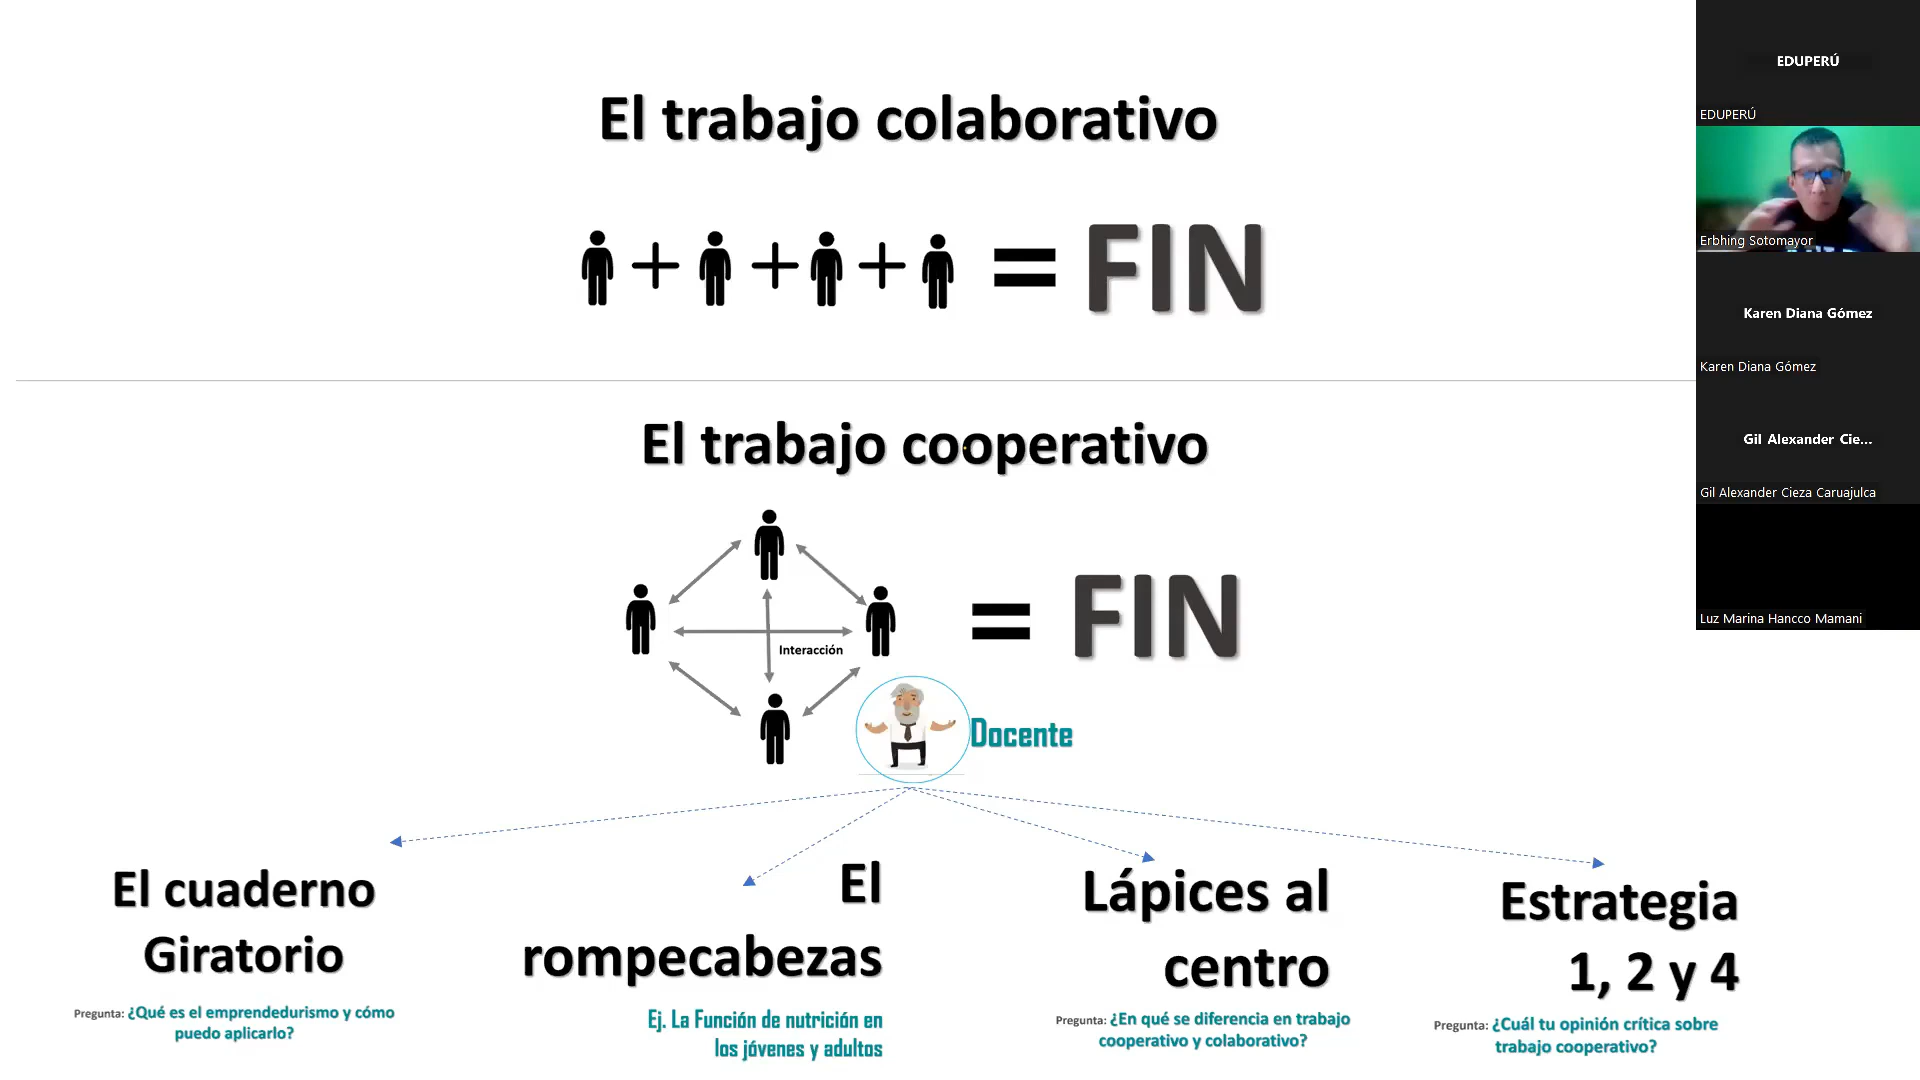 El trabajo colaborativo
FIN
El trabajo cooperativo
Interacción
FIN
Docente
El cuaderno
Giratorio
Pregunta: ¿Qué es el emprendedurismo y cómo
puedo aplicarlo?
El
rompecabezas
Ej. La Función de nutrición en
los jóvenes y adultos
Lápices al
centro
Pregunta: ¿En qué se diferencia en trabajo
cooperativo y colaborativo?
Estrategia
1, 2 y 4
Pregunta: ¿Cuál tu opinión crítica sobre
trabajo cooperativo?
EDUPERÚ
EDUPERÚ
Erbhing Sotomayor
Karen Diana Gómez
Karen Diana Gómez
Gil Alexander Cie...
Gil Alexander Cieza Caruajulca
Luz Marina Hancco Mamani